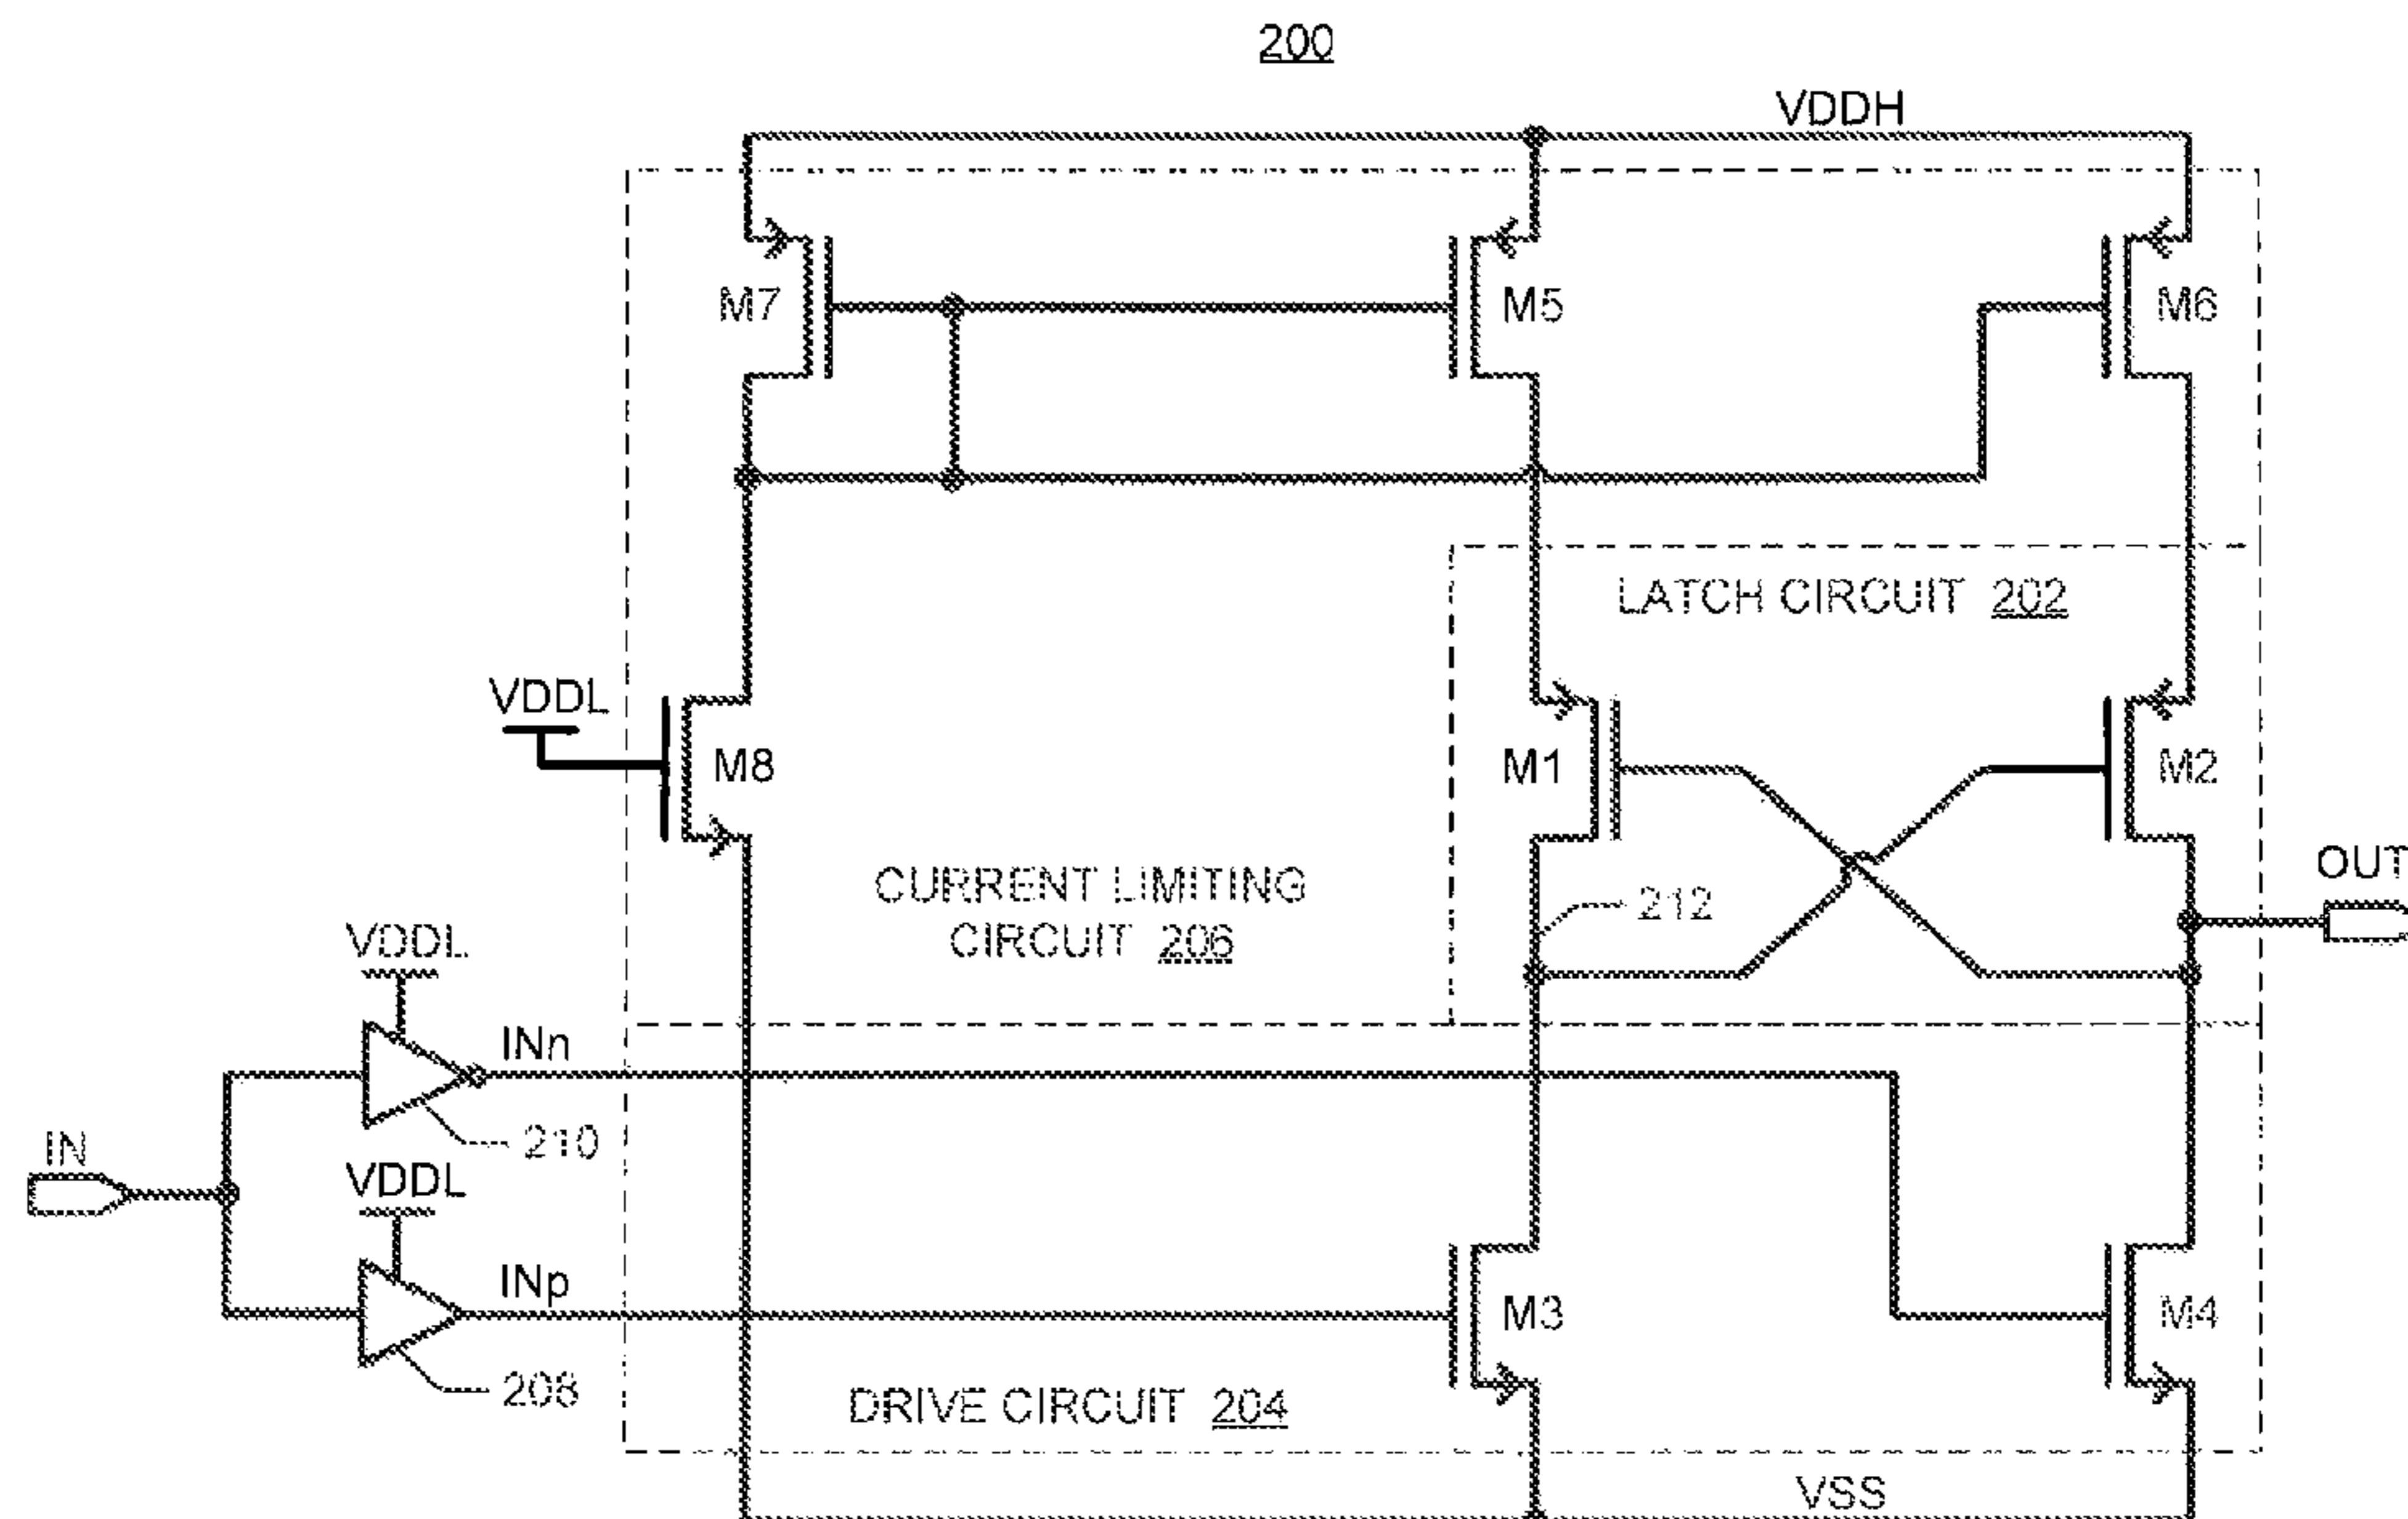 200
VDDH
M7
M5
M6
LATCH CIRCUIT 202
VDDL
M8
M1
M2
OUT
CURRENT LIMITING
CIRCUIT 206
212
VDDL
INn
210
IN
VDDL
INp
M3
M4
208
DRIVE CIRCUIT 204
VSS